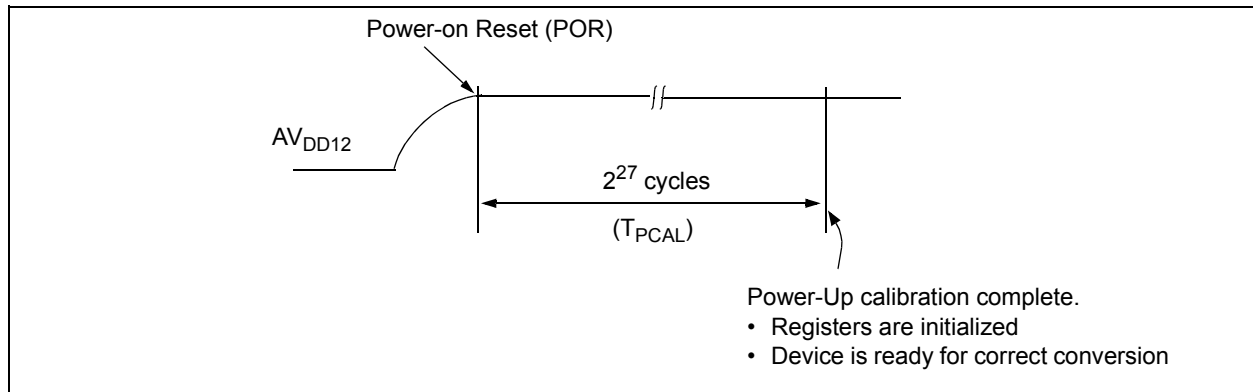 Power-on Reset (POR)
AVDD12
2^27 cycles
(TPCAL)
Power-Up calibration complete.
• Registers are initialized
• Device is ready for correct conversion